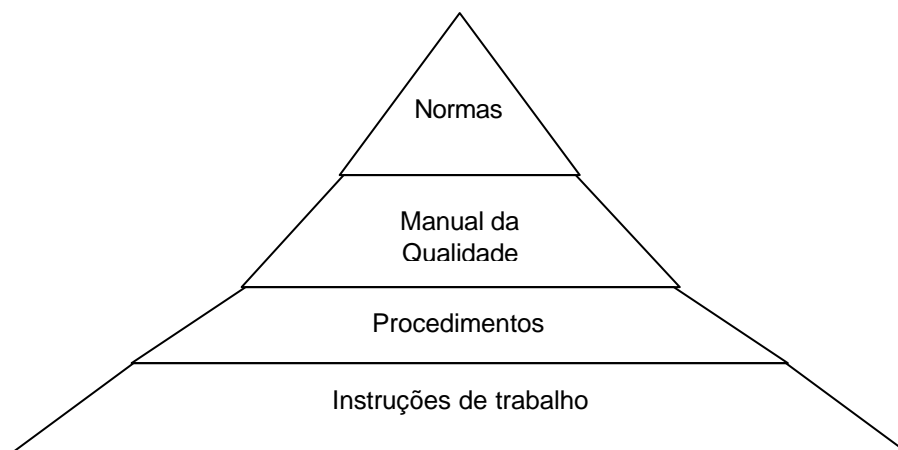 Normas
Manual da
Qualidade
Procedimentos
Instruções de trabalho